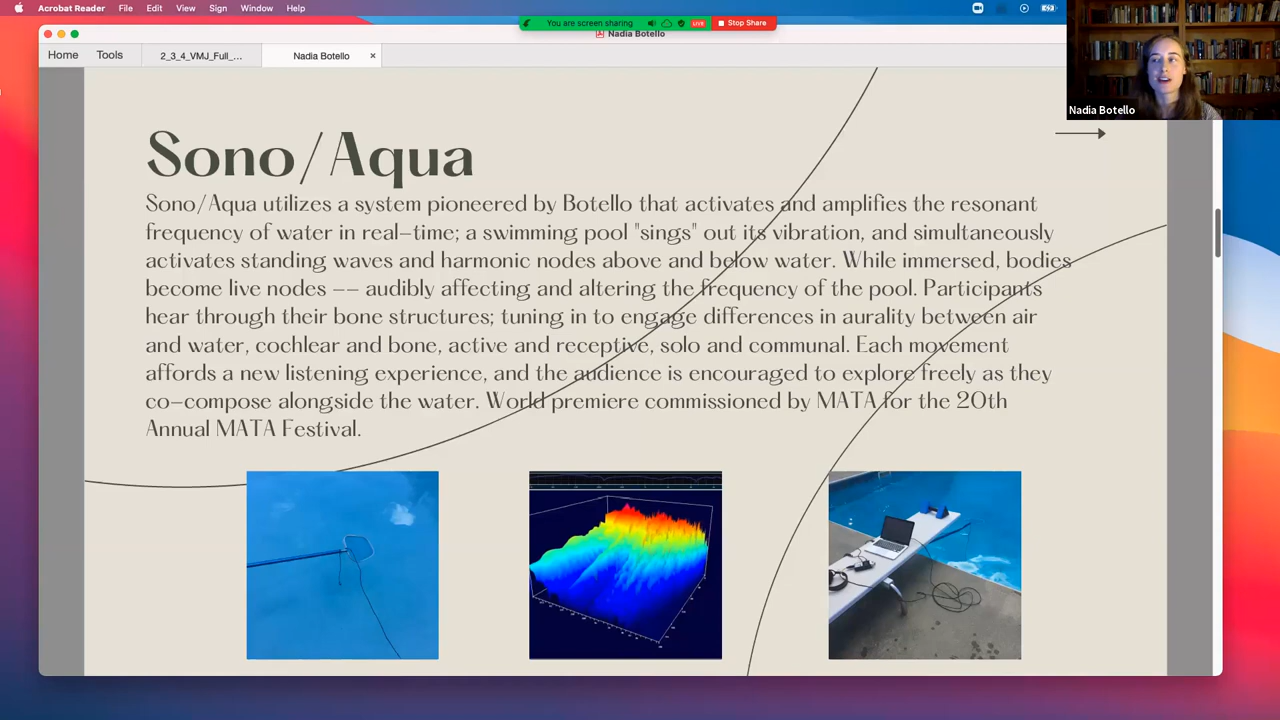 Acrobat Reader File Edit View Sign Window Help
You are screen sharing LIVE Stop Share
Nadia Botello
Home Tools 2_3_4_VMJ_Full_... Nadia Botello ×
Nadia Botello
Sono/Aqua
Sono/Aqua utilizes a system pioneered by Botello that activates and amplifies the resonant
frequency of water in real-time; a swimming pool "sings" out its vibration, and simultaneously
activates standing waves and harmonic nodes above and below water. While immersed, bodies
become live nodes -- audibly affecting and altering the frequency of the pool. Participants
hear through their bone structures; tuning in to engage differences in aurality between air
and water, cochlear and bone, active and receptive, solo and communal. Each movement
affords a new listening experience, and the audience is encouraged to explore freely as they
co-compose alongside the water. World premiere commissioned by MATA for the 20th
Annual MATA Festival.